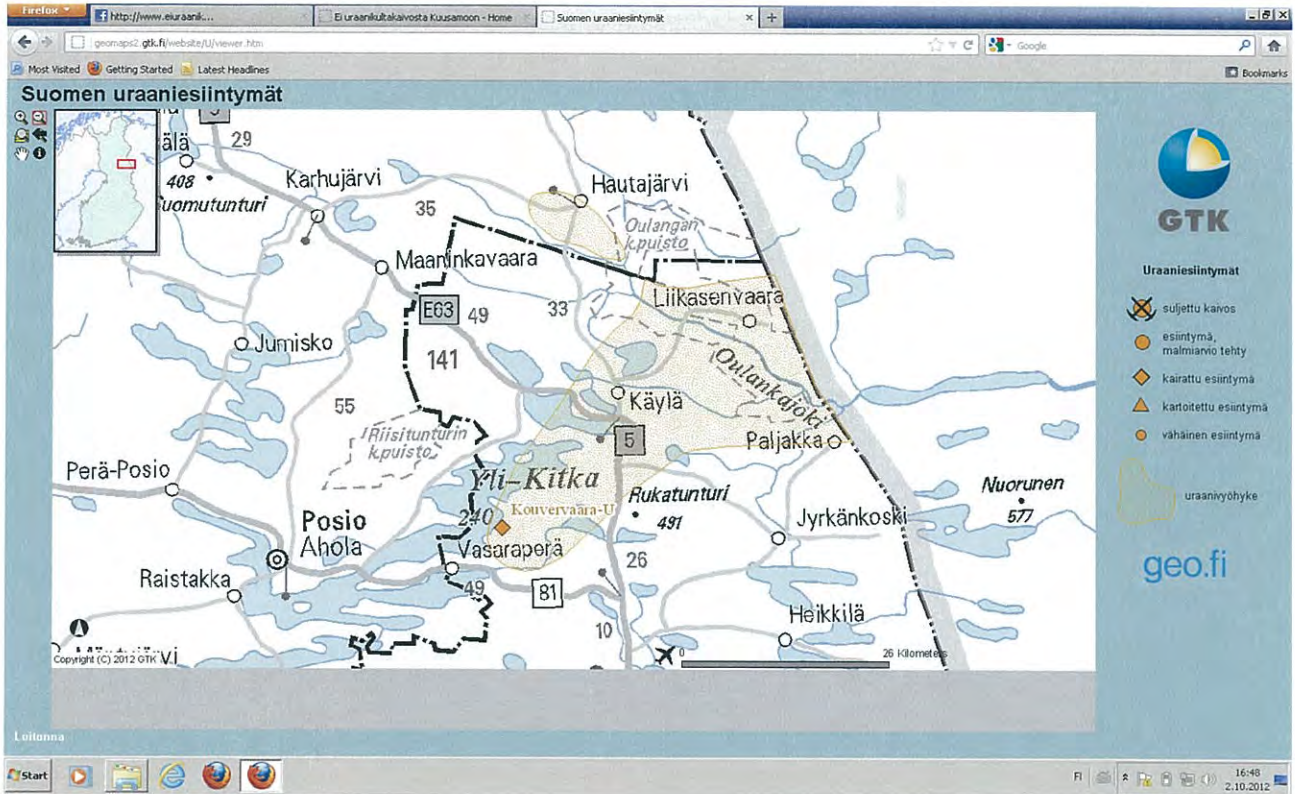 Firefox
http://www.eiuraanik...
Ei uraanikultakaivosta Kuusamoon - Home
Suomen uraaniesiintymät
geomaps2.gtk.fi/website/U/viewer.htm
Google
Most Visited
Getting Started
Latest Headlines
Bookmarks
Suomen uraaniesiintymät
älä
29
408
uomutunturi
Karhujärvi
35
Hautajärvi
Oulangan
k.puisto
Maaninkavaara
E63
49
33
Liikasenvaara
Jumisko
141
Oulankajoki
55
Käylä
5
Riisitunturin
k.puisto
Paljakka
Perä-Posio
Yli-Kitka
240
Kouvervaara-U
Rukatunturi
491
Nuorunen
577
Jyrkänkoski
Posio
Ahola
Vasaraperä
26
Raistakka
49
81
Heikkilä
10
Copyright (C) 2012 GTK
vi
0
26 Kilometers
GTK
Uraaniesiintymät
suljettu kaivos
esiintymä,
malmiarvio tehty
kairattu esiintymä
kartoitettu esiintymä
vähäinen esiintymä
uraanivyöhyke
geo.fi
Loitonna
Start
FI
16:48
2.10.2012